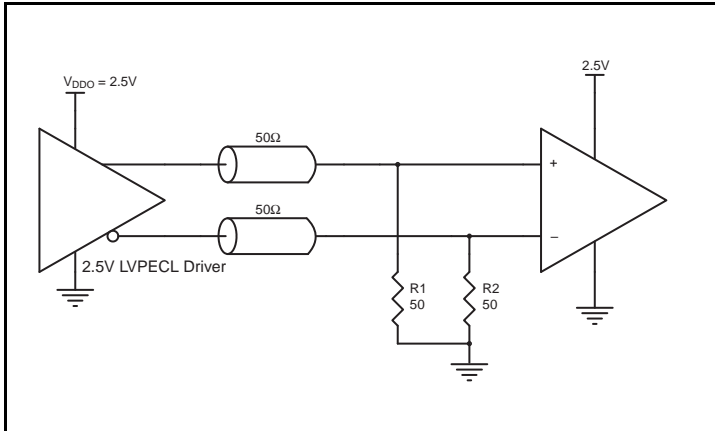 V_DDO = 2.5V
2.5V
50Ω
+
50Ω
–
2.5V LVPECL Driver
R1
50
R2
50